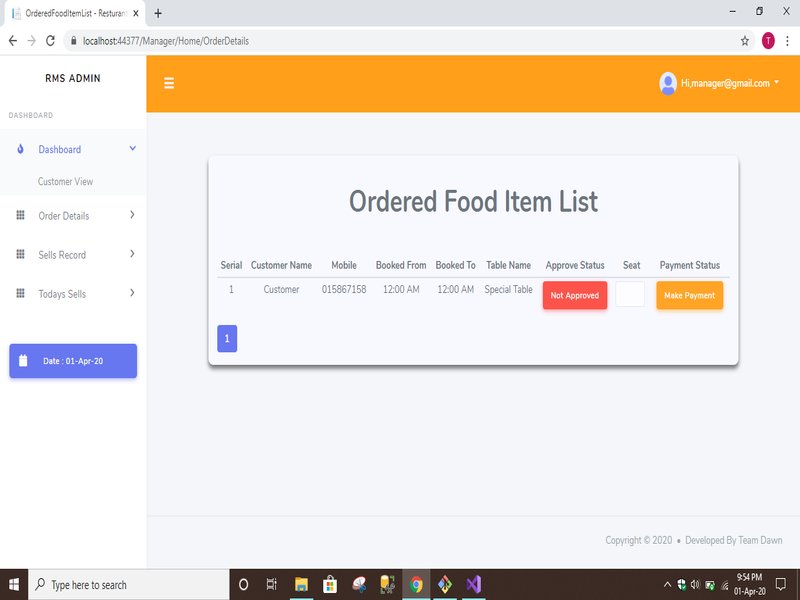 OrderedFoodItemList - Resturan
localhost:44377/Manager/Home/OrderDetails
T
RMS ADMIN
Hi,manager@gmail.com
DASHBOARD
Dashboard
Customer View
Order Details
Sells Record
Todays Sells
Date : 01-Apr-20
Ordered Food Item List
Serial Customer Name Mobile Booked From Booked To Table Name Approve Status Seat Payment Status
1 Customer 015867158 12:00 AM 12:00 AM Special Table Not Approved Make Payment
1
Copyright © 2020 • Developed By Team Dawn
Type here to search
9:54 PM
01-Apr-20